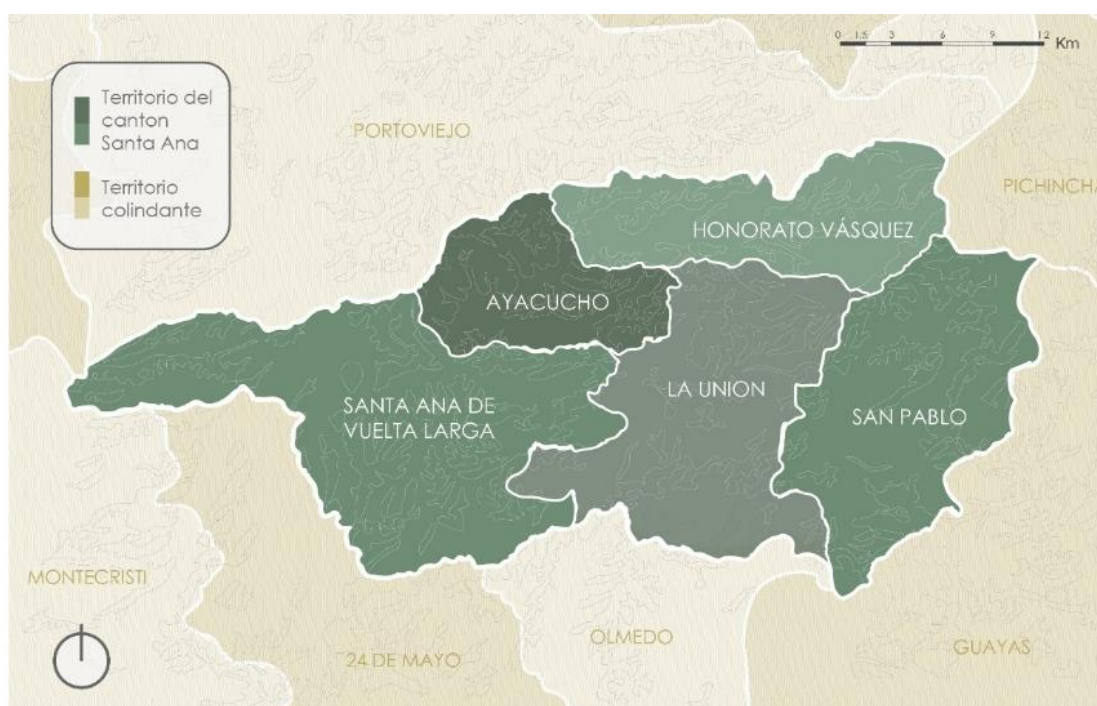 0 1.5 3 6 9 12 Km
Territorio del
canton
Santa Ana
Territorio
colindante
PORTOVIEJO
PICHINCHA
HONORATO VÁSQUEZ
AYACUCHO
LA UNION
SANTA ANA DE
VUELTA LARGA
SAN PABLO
MONTECRISTI
OLMEDO
GUAYAS
24 DE MAYO